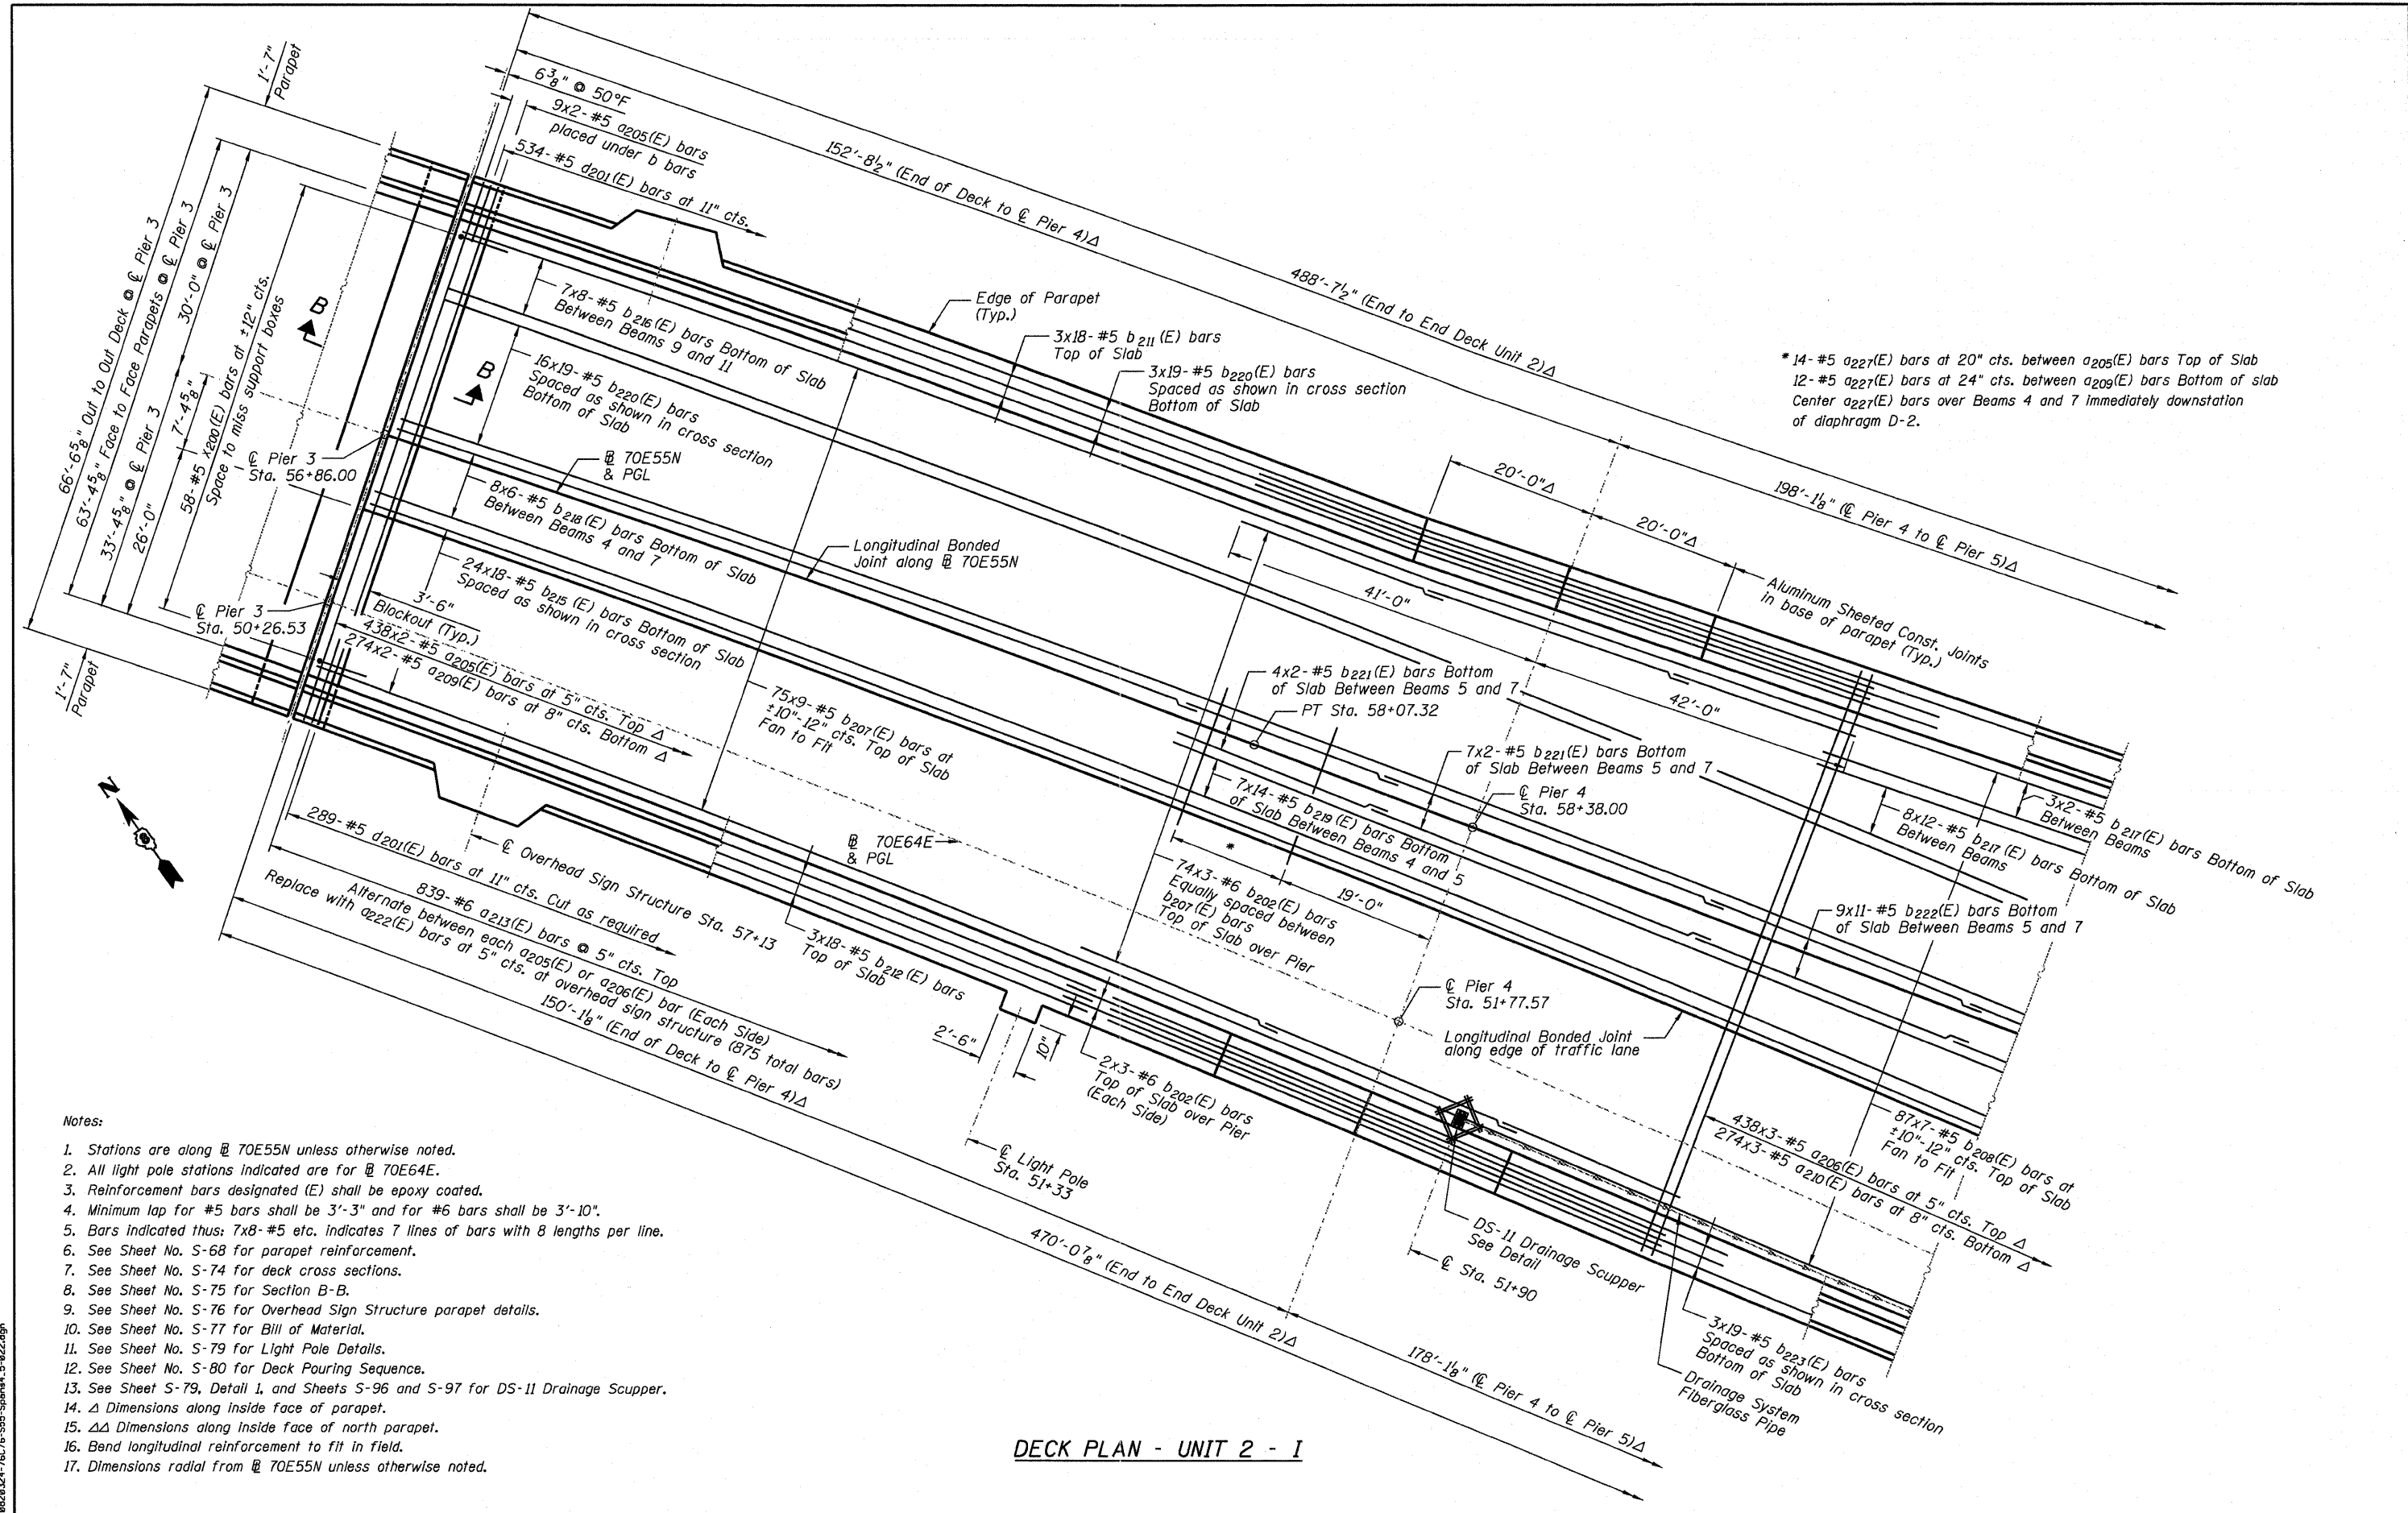 1'-7"
Parapet
6 3/8" @ 50°F
9x2-#5 a205(E) bars
placed under b bars
534-#5 d201(E) bars at 11" cts.
152'-8½" (End of Deck to ℄ Pier 4)Δ
488'-7½" (End to End Deck Unit 2)Δ
66'-6⅝" Out to Out Deck @ ℄ Pier 3
63'-4⅝" Face to Face Parapets @ ℄ Pier 3
33'-4⅝" @ ℄ Pier 3
30'-0" @ ℄ Pier 3
26'-0"
7'-4⅝"
58-#5 x200(E) bars at ±12" cts.
Space to miss support boxes
B
B
7x8-#5 b216(E) bars Bottom of Slab
Between Beams 9 and 11
16x19-#5 b220(E) bars
Spaced as shown in cross section
Bottom of Slab
Edge of Parapet
(Typ.)
3x18-#5 b211(E) bars
Top of Slab
3x19-#5 b220(E) bars
Spaced as shown in cross section
Bottom of Slab
* 14-#5 a227(E) bars at 20" cts. between a205(E) bars Top of Slab
12-#5 a227(E) bars at 24" cts. between a209(E) bars Bottom of slab
Center a227(E) bars over Beams 4 and 7 immediately downstation
of diaphragm D-2.
℄ Pier 3
Sta. 56+86.00
℔ 70E55N
& PGL
8x6-#5 b218(E) bars Bottom of Slab
Between Beams 4 and 7
Longitudinal Bonded
Joint along ℔ 70E55N
20'-0"Δ
20'-0"Δ
198'-1⅛" (℄ Pier 4 to ℄ Pier 5)Δ
Aluminum Sheeted Const. Joints
in base of parapet (Typ.)
41'-0"
42'-0"
24x18-#5 b215(E) bars Bottom of Slab
Spaced as shown in cross section
℄ Pier 3
Sta. 50+26.53
3'-6"
Blockout (Typ.)
438x2-#5 a205(E) bars at 5" cts. Top Δ
274x2-#5 a209(E) bars at 8" cts. Bottom Δ
1'-7"
Parapet
75x9-#5 b207(E) bars at
±10"-12" cts. Top of Slab
Fan to Fit
4x2-#5 b221(E) bars Bottom
of Slab Between Beams 5 and 7
PT Sta. 58+07.32
7x2-#5 b221(E) bars Bottom
of Slab Between Beams 5 and 7
℄ Pier 4
Sta. 58+38.00
7x14-#5 b219(E) bars Bottom
of Slab Between Beams 4 and 5
3x2-#5 b217(E) bars Bottom of Slab
Between Beams
8x12-#5 b217(E) bars Bottom of Slab
Between Beams
9x11-#5 b222(E) bars Bottom
of Slab Between Beams 5 and 7
N
289-#5 d201(E) bars at 11" cts. Cut as required
℄ Overhead Sign Structure Sta. 57+13
839-#6 a213(E) bars @ 5" cts. Top
Alternate between each a205(E) or a206(E) bar (Each Side)
Replace with a222(E) bars at 5" cts. at overhead sign structure (875 total bars)
150'-1⅛" (End of Deck to ℄ Pier 4)Δ
℔ 70E64E
& PGL
3x18-#5 b212(E) bars
Top of Slab
*
19'-0"
74x3-#6 b202(E) bars
Equally spaced between
b207(E) bars
Top of Slab over Pier
℄ Pier 4
Sta. 51+77.57
Longitudinal Bonded Joint
along edge of traffic lane
2'-6"
10"
2x3-#6 b202(E) bars
Top of Slab over Pier
(Each Side)
℄ Light Pole
Sta. 51+33
470'-0⅞" (End to End Deck Unit 2)Δ
DS-11 Drainage Scupper
See Detail
℄ Sta. 51+90
178'-1⅛" (℄ Pier 4 to ℄ Pier 5)Δ
87x7-#5 b208(E) bars at
±10"-12" cts. Top of Slab
Fan to Fit
438x3-#5 a206(E) bars at 5" cts. Top Δ
274x3-#5 a210(E) bars at 8" cts. Bottom Δ
3x19-#5 b223(E) bars
Spaced as shown in cross section
Bottom of Slab
Drainage System
Fiberglass Pipe
Notes:
1. Stations are along ℔ 70E55N unless otherwise noted.
2. All light pole stations indicated are for ℔ 70E64E.
3. Reinforcement bars designated (E) shall be epoxy coated.
4. Minimum lap for #5 bars shall be 3'-3" and for #6 bars shall be 3'-10".
5. Bars indicated thus: 7x8-#5 etc. indicates 7 lines of bars with 8 lengths per line.
6. See Sheet No. S-68 for parapet reinforcement.
7. See Sheet No. S-74 for deck cross sections.
8. See Sheet No. S-75 for Section B-B.
9. See Sheet No. S-76 for Overhead Sign Structure parapet details.
10. See Sheet No. S-77 for Bill of Material.
11. See Sheet No. S-79 for Light Pole Details.
12. See Sheet No. S-80 for Deck Pouring Sequence.
13. See Sheet S-79, Detail 1, and Sheets S-96 and S-97 for DS-11 Drainage Scupper.
14. Δ Dimensions along inside face of parapet.
15. ΔΔ Dimensions along inside face of north parapet.
16. Bend longitudinal reinforcement to fit in field.
17. Dimensions radial from ℔ 70E55N unless otherwise noted.
DECK PLAN - UNIT 2 - I